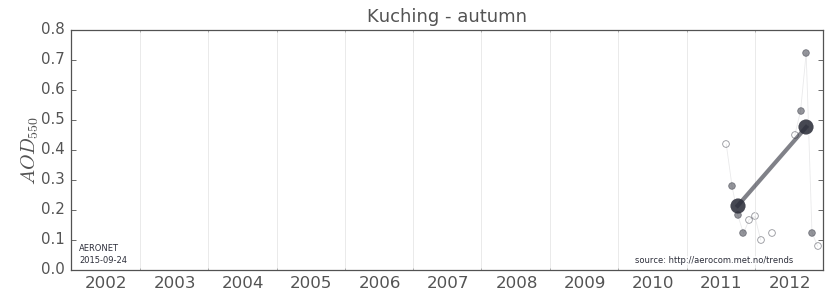 Kuching - autumn
0.8
0.7
0.6
0.5
0.4
0.3
0.2
0.1
0.0
AOD550
AERONET
2015-09-24
source: http://aerocom.met.no/trends
2002 2003 2004 2005 2006 2007 2008 2009 2010 2011 2012